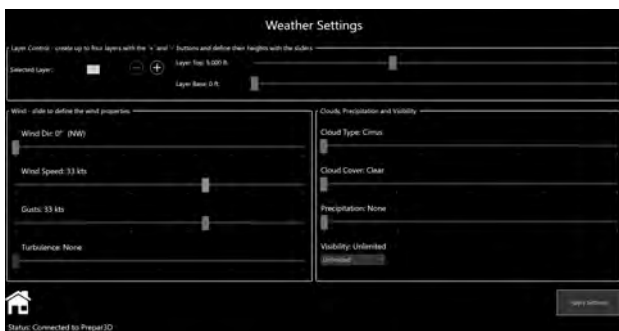 Weather Settings
Layer Control - create up to four layers with the '+' and '-' buttons and define their heights with the sliders
Selected Layer:
Layer Top: 5,000 ft
Layer Base: 0 ft
Wind - slide to define the wind properties
Wind Dir: 0° (NW)
Wind Speed: 33 kts
Gusts: 33 kts
Turbulence: None
Clouds, Precipitation and Visibility
Cloud Type: Cirrus
Cloud Cover: Clear
Precipitation: None
Visibility: Unlimited
Unlimited
Apply Settings
Status: Connected to Prepar3D